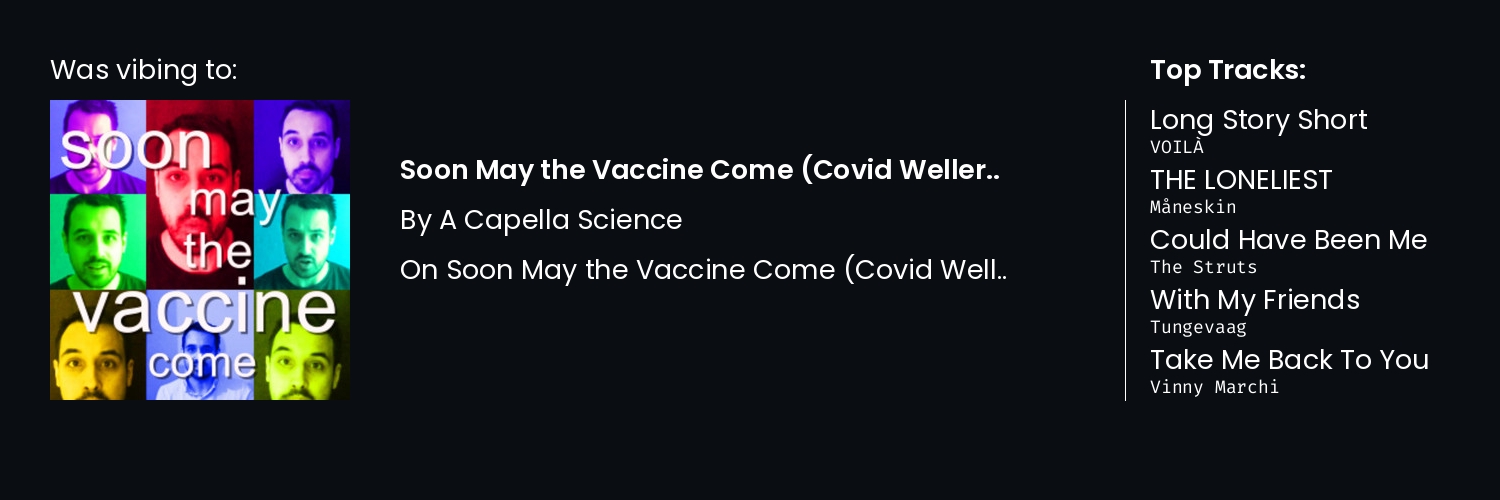 Was vibing to:
soon
may
the
vaccine
come
Soon May the Vaccine Come (Covid Weller..
By A Capella Science
On Soon May the Vaccine Come (Covid Well..
Top Tracks:
Long Story Short
VOILÀ
THE LONELIEST
Måneskin
Could Have Been Me
The Struts
With My Friends
Tungevaag
Take Me Back To You
Vinny Marchi